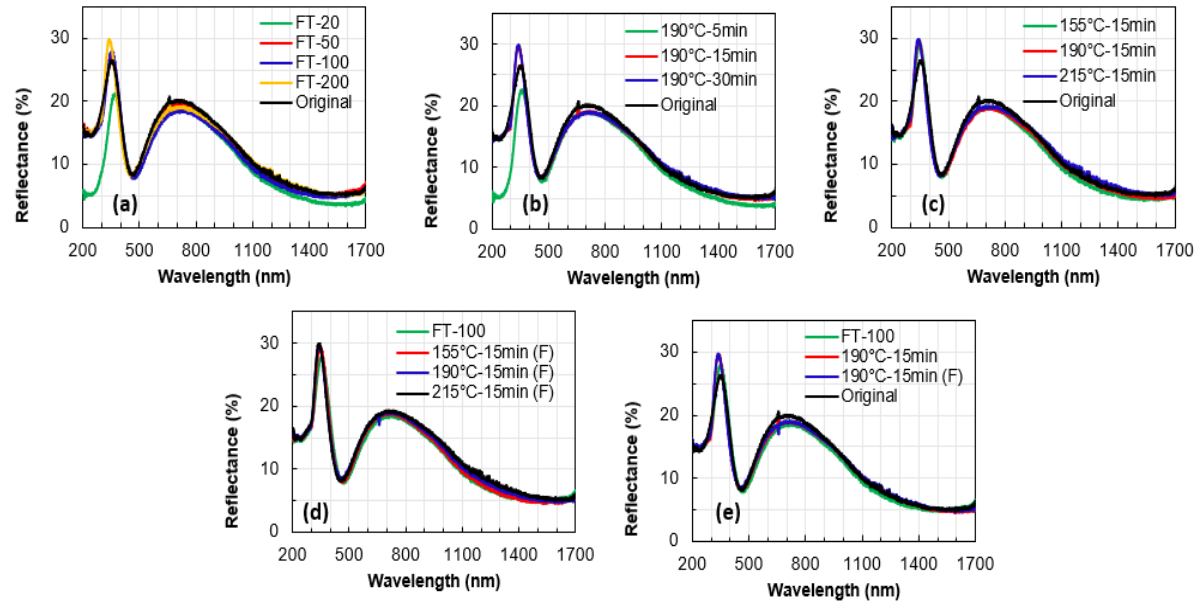 FT-20
FT-50
FT-100
FT-200
Original
30
20
10
0
Reflectance (%)
(a)
200 500 800 1100 1400 1700
Wavelength (nm)
190°C-5min
190°C-15min
190°C-30min
Original
30
20
10
0
Reflectance (%)
(b)
200 500 800 1100 1400 1700
Wavelength (nm)
155°C-15min
190°C-15min
215°C-15min
Original
30
20
10
0
Reflectance (%)
(c)
200 500 800 1100 1400 1700
Wavelength (nm)
FT-100
155°C-15min (F)
190°C-15min (F)
215°C-15min (F)
30
20
10
0
Reflectance (%)
(d)
200 500 800 1100 1400 1700
Wavelength (nm)
FT-100
190°C-15min
190°C-15min (F)
Original
30
20
10
0
Reflectance (%)
(e)
200 500 800 1100 1400 1700
Wavelength (nm)